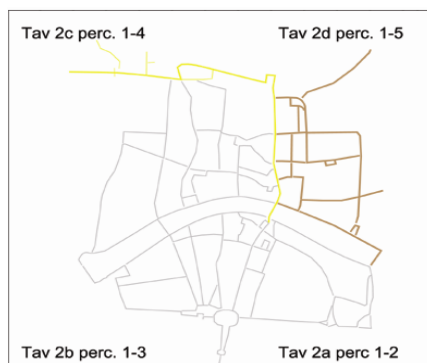 Tav 2c perc. 1-4
Tav 2d perc. 1-5
Tav 2b perc. 1-3
Tav 2a perc 1-2